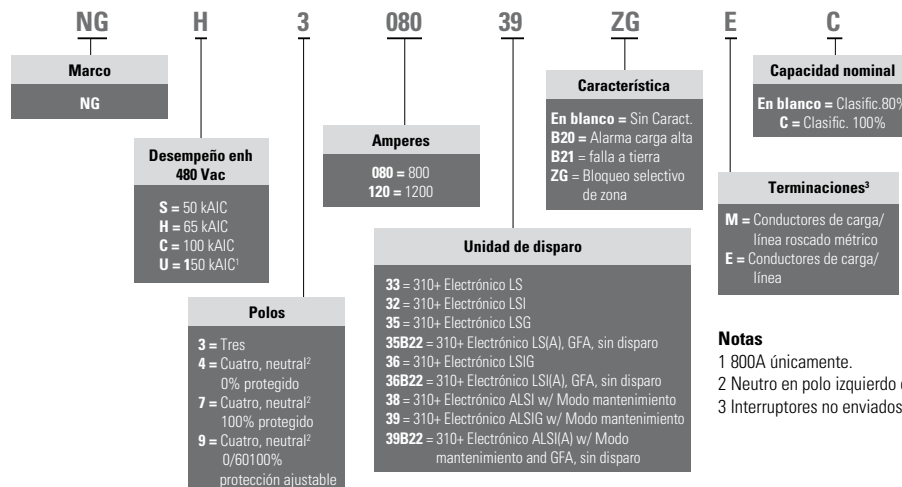 NG H 3 080 39 ZG E C
Marco
NG
Desempeño enh
480 Vac
S = 50 kAIC
H = 65 kAIC
C = 100 kAIC
U = 150 kAIC¹
Polos
3 = Tres
4 = Cuatro, neutral²
0% protegido
7 = Cuatro, neutral²
100% protegido
9 = Cuatro, neutral²
0/60100%
protección ajustable
Amperes
080 = 800
120 = 1200
Unidad de disparo
33 = 310+ Electrónico LS
32 = 310+ Electrónico LSI
35 = 310+ Electrónico LSG
35B22 = 310+ Electrónico LS(A), GFA, sin disparo
36 = 310+ Electrónico LSIG
36B22 = 310+ Electrónico LSI(A), GFA, sin disparo
38 = 310+ Electrónico ALSI w/ Modo mantenimiento
39 = 310+ Electrónico ALSIG w/ Modo mantenimiento
39B22 = 310+ Electrónico ALSI(A) w/ Modo
mantenimiento and GFA, sin disparo
Característica
En blanco = Sin Caract.
B20 = Alarma carga alta
B21 = falla a tierra
ZG = Bloqueo selectivo
de zona
Terminaciones³
M = Conductores de carga/
línea roscado métrico
E = Conductores de carga/
línea
Capacidad nominal
En blanco = Clasific.80%
C = Clasific. 100%
Notas
1 800A únicamente.
2 Neutro en polo izquierdo
3 Interruptores no enviados